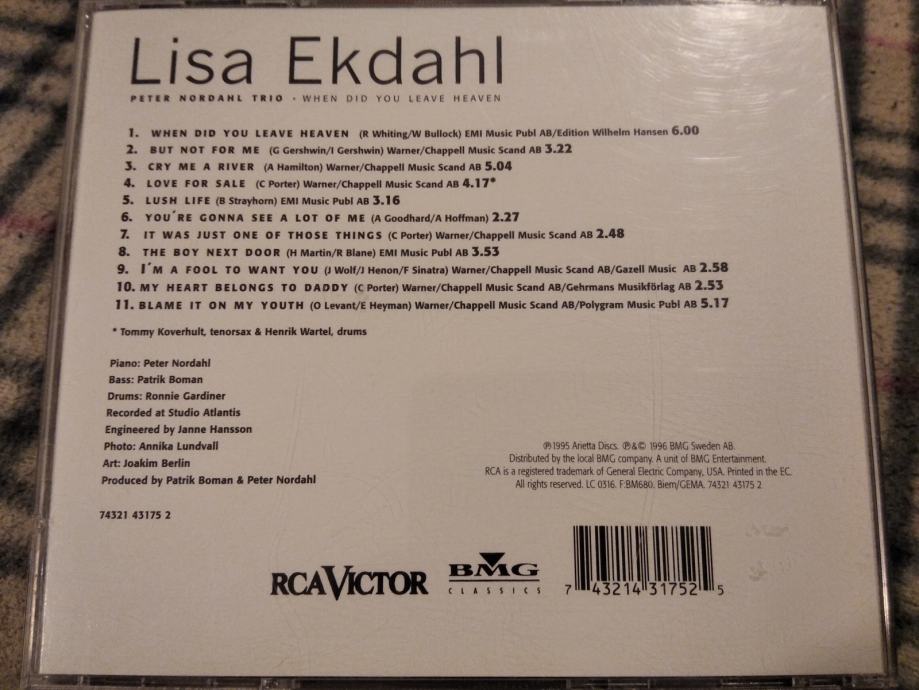 Lisa Ekdahl
PETER NORDAHL TRIO • WHEN DID YOU LEAVE HEAVEN
1. WHEN DID YOU LEAVE HEAVEN (R Whiting/W Bullock) EMI Music Publ AB/Edition Wilhelm Hansen 6.00
2. BUT NOT FOR ME (G Gershwin/I Gershwin) Warner/Chappell Music Scand AB 3.22
3. CRY ME A RIVER (A Hamilton) Warner/Chappell Music Scand AB 5.04
4. LOVE FOR SALE (C Porter) Warner/Chappell Music Scand AB 4.17*
5. LUSH LIFE (B Strayhorn) EMI Music Publ AB 3.16
6. YOU´RE GONNA SEE A LOT OF ME (A Goodhard/A Hoffman) 2.27
7. IT WAS JUST ONE OF THOSE THINGS (C Porter) Warner/Chappell Music Scand AB 2.48
8. THE BOY NEXT DOOR (H Martin/R Blane) EMI Music Publ AB 3.53
9. I´M A FOOL TO WANT YOU (J Wolf/J Henon/F Sinatra) Warner/Chappell Music Scand AB/Gazell Music AB 2.58
10. MY HEART BELONGS TO DADDY (C Porter) Warner/Chappell Music Scand AB/Gehrmans Musikförlag AB 2.53
11. BLAME IT ON MY YOUTH (O Levant/E Heyman) Warner/Chappell Music Scand AB/Polygram Music Publ AB 5.17
* Tommy Koverhult, tenorsax & Henrik Wartel, drums
Piano: Peter Nordahl
Bass: Patrik Boman
Drums: Ronnie Gardiner
Recorded at Studio Atlantis
Engineered by Janne Hansson
Photo: Annika Lundvall
Art: Joakim Berlin
Produced by Patrik Boman & Peter Nordahl
74321 43175 2
℗1995 Arietta Discs. ℗&© 1996 BMG Sweden AB.
Distributed by the local BMG company. A unit of BMG Entertainment.
RCA is a registered trademark of General Electric Company, USA. Printed in the EC.
All rights reserved. LC 0316. F:BM680. Biem/GEMA. 74321 43175 2
RCA VICTOR
BMG
CLASSICS
7 43214 31752 5